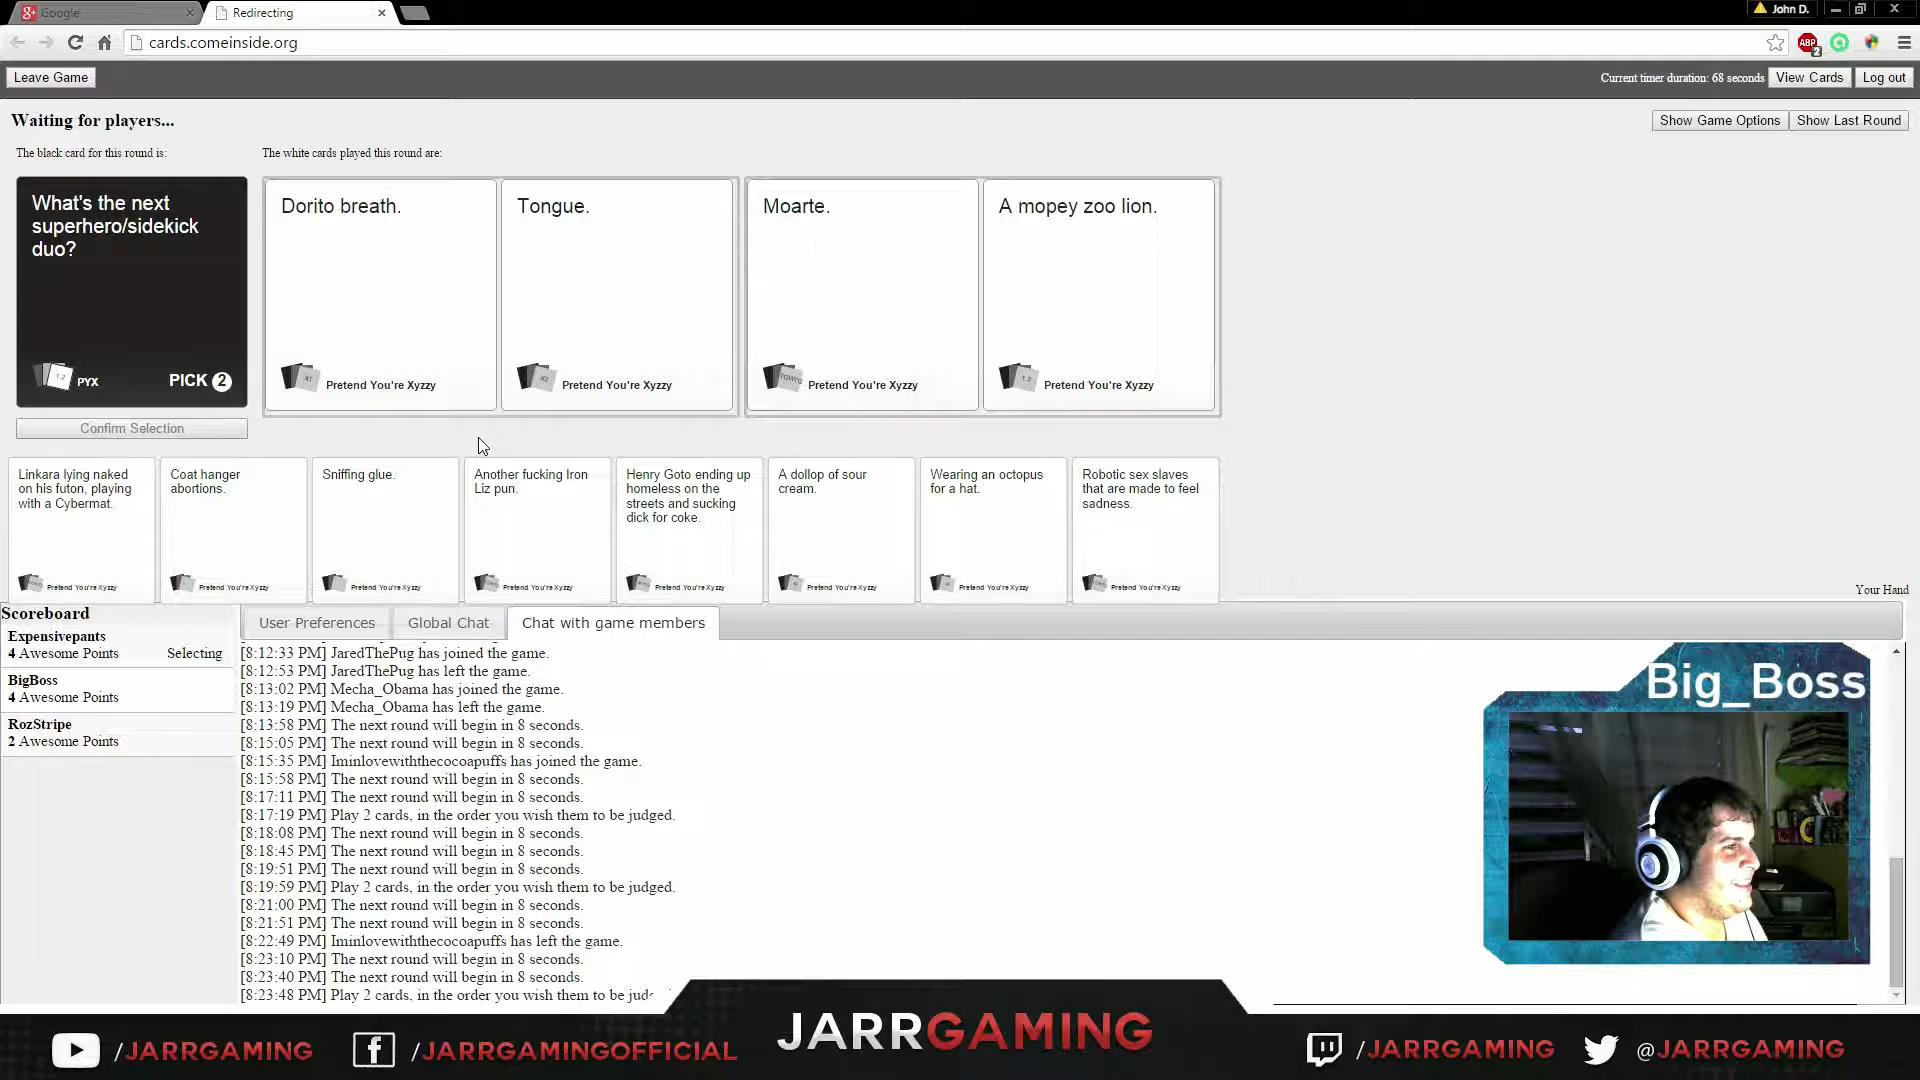 Google
Redirecting
John D.
cards.comeinside.org
ABP
2
Leave Game
Current timer duration: 68 seconds
View Cards
Log out
Waiting for players...
Show Game Options
Show Last Round
The black card for this round is:
The white cards played this round are:
What's the next
superhero/sidekick
duo?
PYX
PICK 2
Dorito breath.
Pretend You're Xyzzy
Tongue.
Pretend You're Xyzzy
Moarte.
Pretend You're Xyzzy
A mopey zoo lion.
Pretend You're Xyzzy
Confirm Selection
Linkara lying naked
on his futon, playing
with a Cybermat.
Pretend You're Xyzzy
Coat hanger
abortions.
Pretend You're Xyzzy
Sniffing glue.
Pretend You're Xyzzy
Another fucking Iron
Liz pun.
Pretend You're Xyzzy
Henry Goto ending up
homeless on the
streets and sucking
dick for coke.
Pretend You're Xyzzy
A dollop of sour
cream.
Pretend You're Xyzzy
Wearing an octopus
for a hat.
Pretend You're Xyzzy
Robotic sex slaves
that are made to feel
sadness.
Pretend You're Xyzzy
Your Hand
Scoreboard
Expensivepants
4 Awesome Points
Selecting
BigBoss
4 Awesome Points
RozStripe
2 Awesome Points
User Preferences
Global Chat
Chat with game members
[8:12:33 PM] JaredThePug has joined the game.
[8:12:53 PM] JaredThePug has left the game.
[8:13:02 PM] Mecha_Obama has joined the game.
[8:13:19 PM] Mecha_Obama has left the game.
[8:13:58 PM] The next round will begin in 8 seconds.
[8:15:05 PM] The next round will begin in 8 seconds.
[8:15:35 PM] Iminlovewiththecocoapuffs has joined the game.
[8:15:58 PM] The next round will begin in 8 seconds.
[8:17:11 PM] The next round will begin in 8 seconds.
[8:17:19 PM] Play 2 cards, in the order you wish them to be judged.
[8:18:08 PM] The next round will begin in 8 seconds.
[8:18:45 PM] The next round will begin in 8 seconds.
[8:19:51 PM] The next round will begin in 8 seconds.
[8:19:59 PM] Play 2 cards, in the order you wish them to be judged.
[8:21:00 PM] The next round will begin in 8 seconds.
[8:21:51 PM] The next round will begin in 8 seconds.
[8:22:49 PM] Iminlovewiththecocoapuffs has left the game.
[8:23:10 PM] The next round will begin in 8 seconds.
[8:23:40 PM] The next round will begin in 8 seconds.
[8:23:48 PM] Play 2 cards, in the order you wish them to be
Big_Boss
/JARRGAMING
/JARRGAMINGOFFICIAL
JARRGAMING
/JARRGAMING
@JARRGAMING